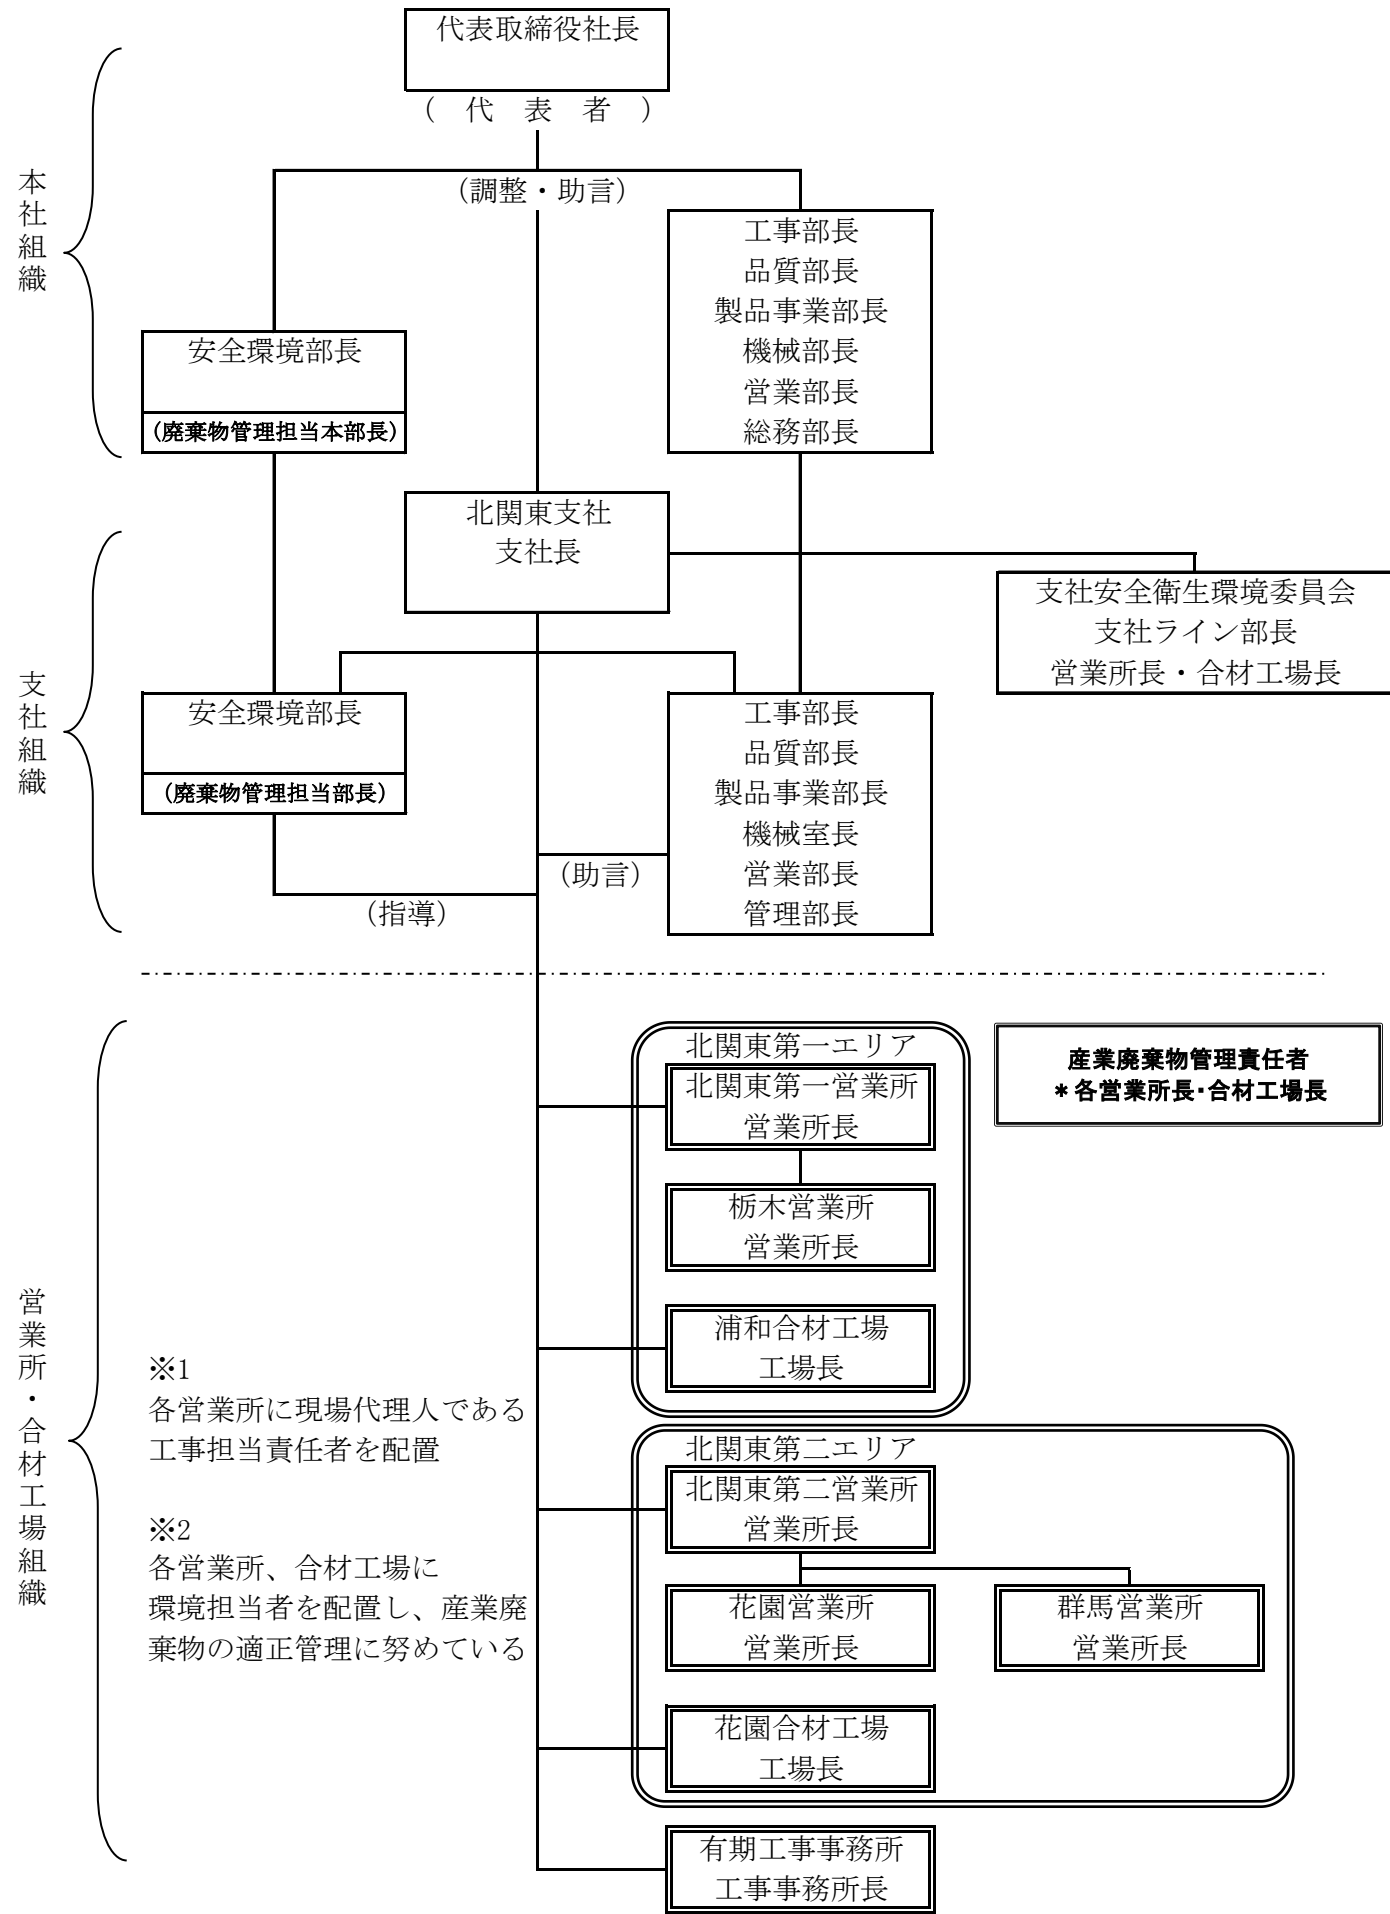 代表取締役社長
（ 代 表 者 ）
本社組織
（調整・助言）
工事部長
品質部長
製品事業部長
機械部長
営業部長
総務部長
安全環境部長
（廃棄物管理担当本部長）
北関東支社
支社長
支社安全衛生環境委員会
支社ライン部長
営業所長・合材工場長
支社組織
安全環境部長
（廃棄物管理担当部長）
工事部長
品質部長
製品事業部長
機械室長
営業部長
管理部長
（助言）
（指導）
北関東第一エリア
北関東第一営業所
営業所長
産業廃棄物管理責任者
＊各営業所長・合材工場長
栃木営業所
営業所長
浦和合材工場
工場長
営業所・合材工場組織
※1
各営業所に現場代理人である
工事担当責任者を配置
※2
各営業所、合材工場に
環境担当者を配置し、産業廃
棄物の適正管理に努めている
北関東第二エリア
北関東第二営業所
営業所長
花園営業所
営業所長
群馬営業所
営業所長
花園合材工場
工場長
有期工事事務所
工事事務所長